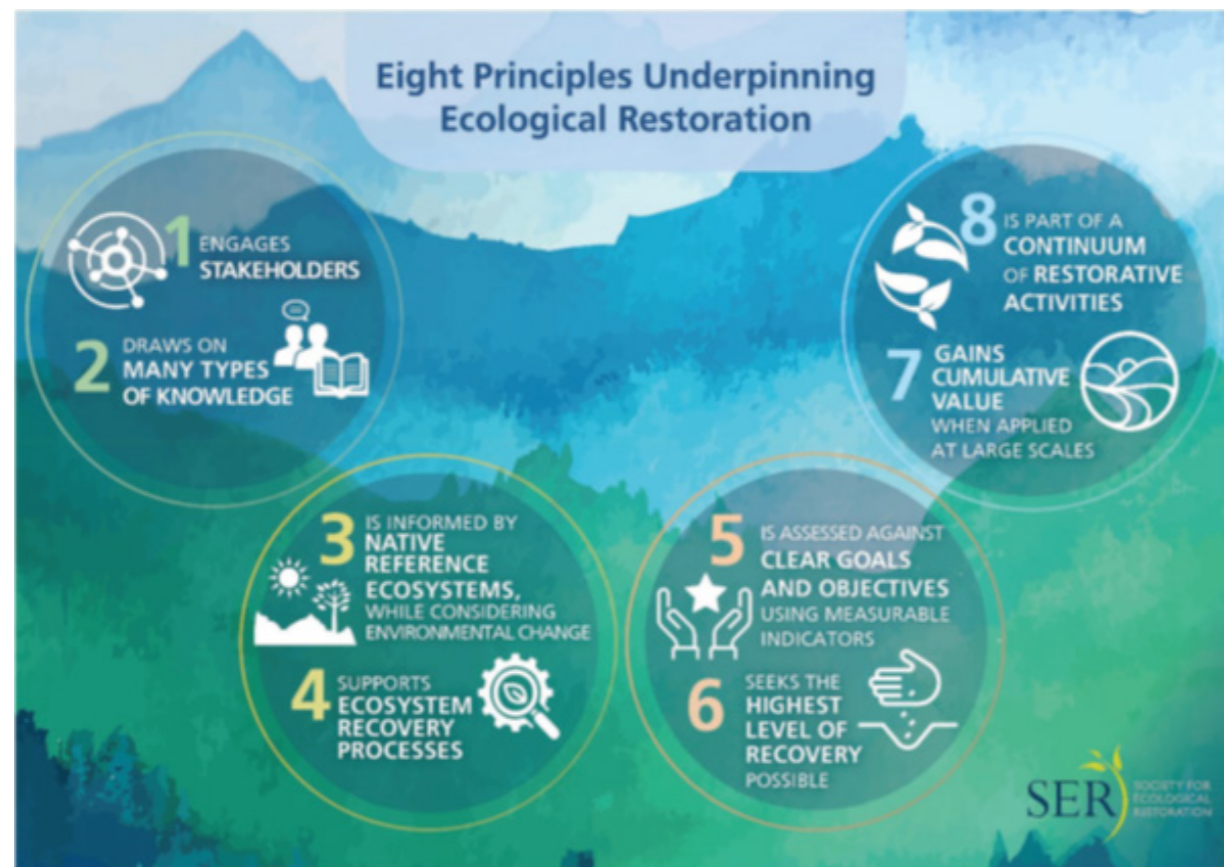 Eight Principles Underpinning
Ecological Restoration
1 ENGAGES
STAKEHOLDERS
2 DRAWS ON
MANY TYPES
OF KNOWLEDGE
3 IS INFORMED BY
NATIVE
REFERENCE
ECOSYSTEMS,
WHILE CONSIDERING
ENVIRONMENTAL CHANGE
4 SUPPORTS
ECOSYSTEM
RECOVERY
PROCESSES
5 IS ASSESSED AGAINST
CLEAR GOALS
AND OBJECTIVES
USING MEASURABLE
INDICATORS
6 SEEKS THE
HIGHEST
LEVEL OF
RECOVERY
POSSIBLE
7 GAINS
CUMULATIVE
VALUE
WHEN APPLIED
AT LARGE SCALES
8 IS PART OF A
CONTINUUM
OF RESTORATIVE
ACTIVITIES
SER
SOCIETY FOR
ECOLOGICAL
RESTORATION